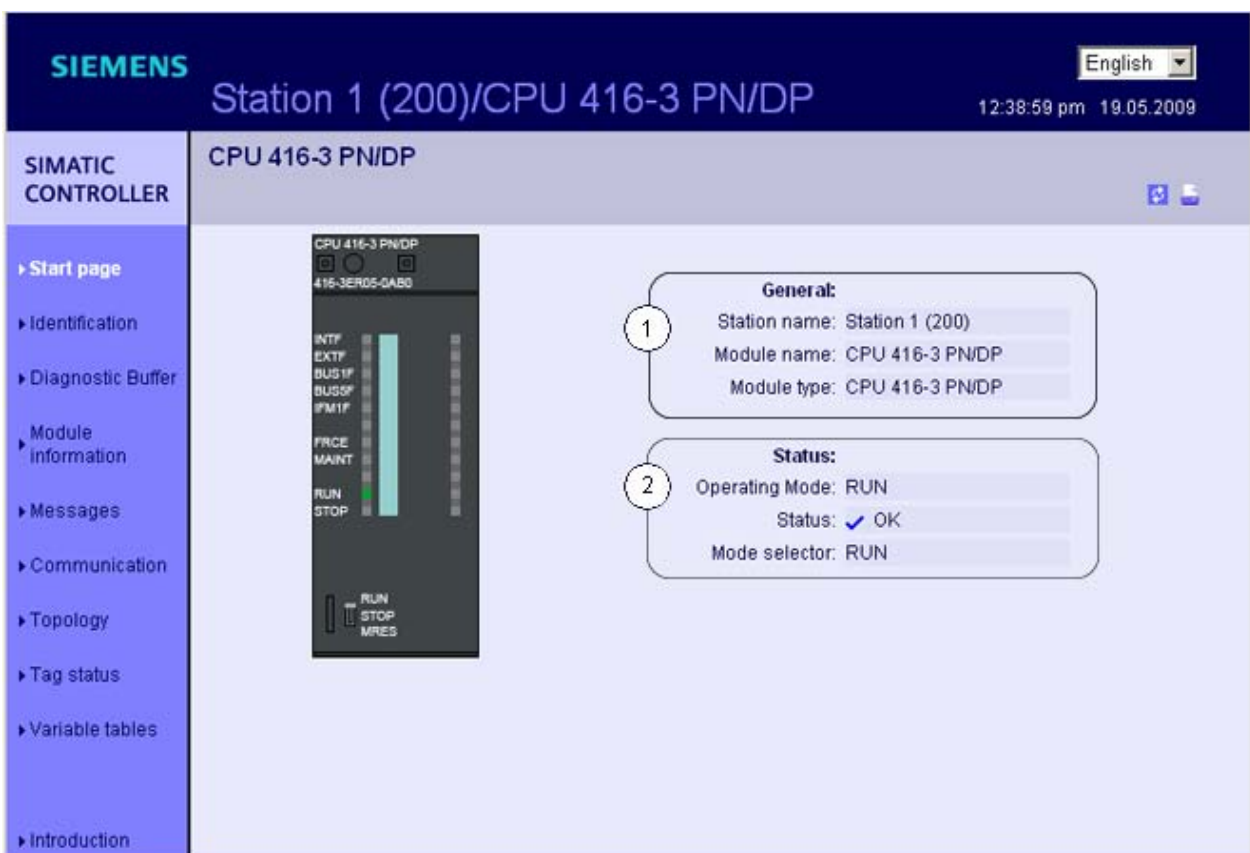 SIEMENS
English
Station 1 (200)/CPU 416-3 PN/DP
12:38:59 pm 19.05.2009
SIMATIC
CONTROLLER
CPU 416-3 PN/DP
Start page
Identification
Diagnostic Buffer
Module
information
Messages
Communication
Topology
Tag status
Variable tables
Introduction
CPU 416-3 PN/DP
416-3ER05-0AB0
INTF
EXTF
BUS1F
BUS5F
IFM1F
FRCE
MAINT
RUN
STOP
RUN
STOP
MRES
1
General:
Station name: Station 1 (200)
Module name: CPU 416-3 PN/DP
Module type: CPU 416-3 PN/DP
2
Status:
Operating Mode: RUN
Status: OK
Mode selector: RUN